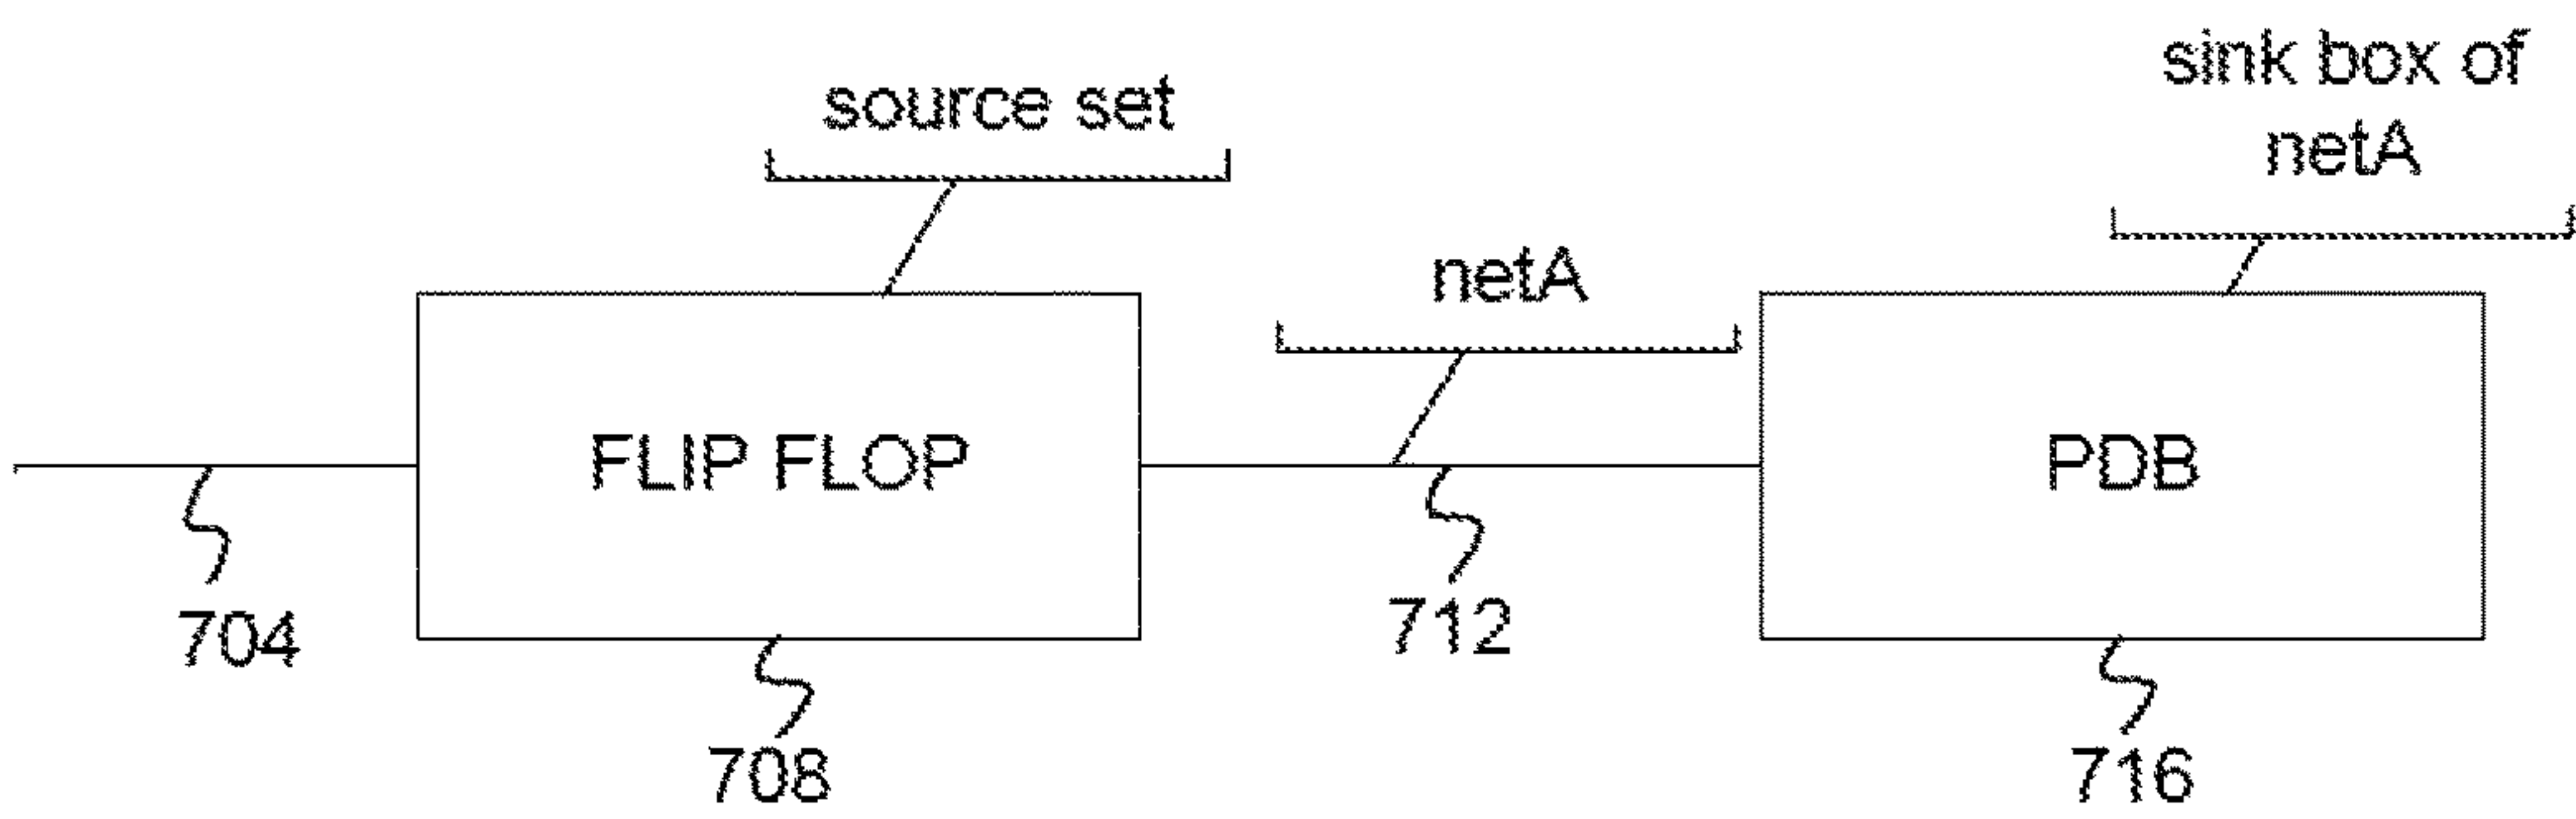 source set
sink box of
netA
netA
FLIP FLOP
PDB
704
712
708
716